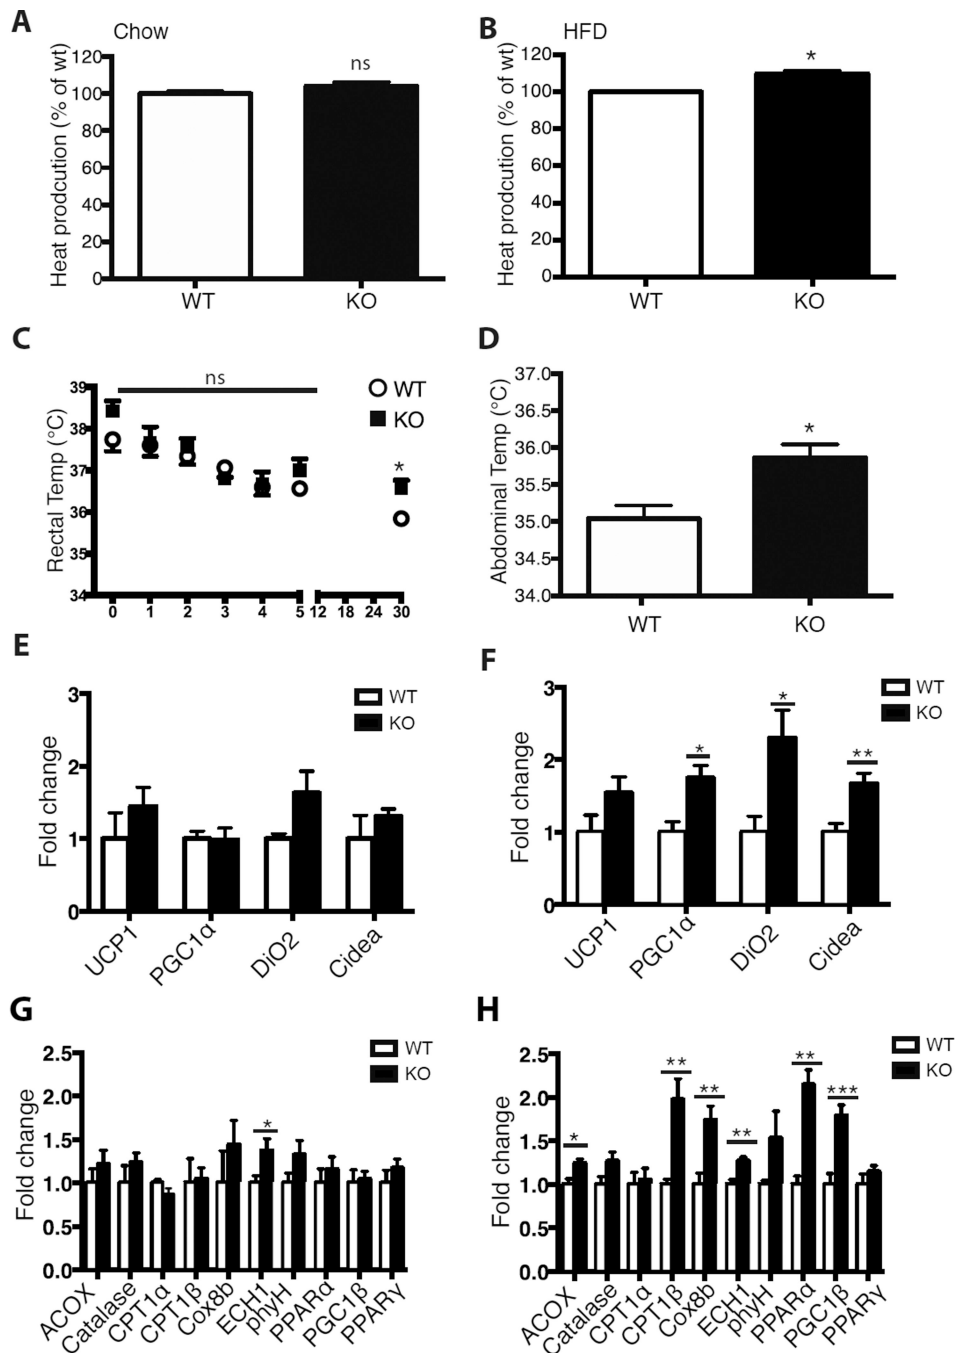 A
Chow
Heat prodcution (% of wt)
120
100
80
60
40
20
0
ns
WT
KO
B
HFD
Heat prodcution (% of wt)
120
100
80
60
40
20
0
*
WT
KO
C
Rectal Temp (°C)
39
38
37
36
35
34
ns
WT
KO
*
0 1 2 3 4 5 12 18 24 30
D
Abdominal Temp (°C)
37.0
36.0
35.5
35.0
34.5
34.0
*
WT
KO
E
Fold change
3
2
1
0
WT
KO
UCP1
PGC1α
DiO2
Cidea
F
Fold change
3
2
1
0
WT
KO
*
*
**
UCP1
PGC1α
DiO2
Cidea
G
Fold change
2.5
2.0
1.5
1.0
0.5
0.0
WT
KO
*
ACOX
Catalase
CPT1α
CPT1β
Cox8b
ECH1
phyH
PPARα
PGC1β
PPARγ
H
Fold change
2.5
2.0
1.5
1.0
0.5
0.0
WT
KO
*
**
**
**
**
***
ACOX
Catalase
CPT1α
CPT1β
Cox8b
ECH1
phyH
PPARα
PGC1β
PPARγ